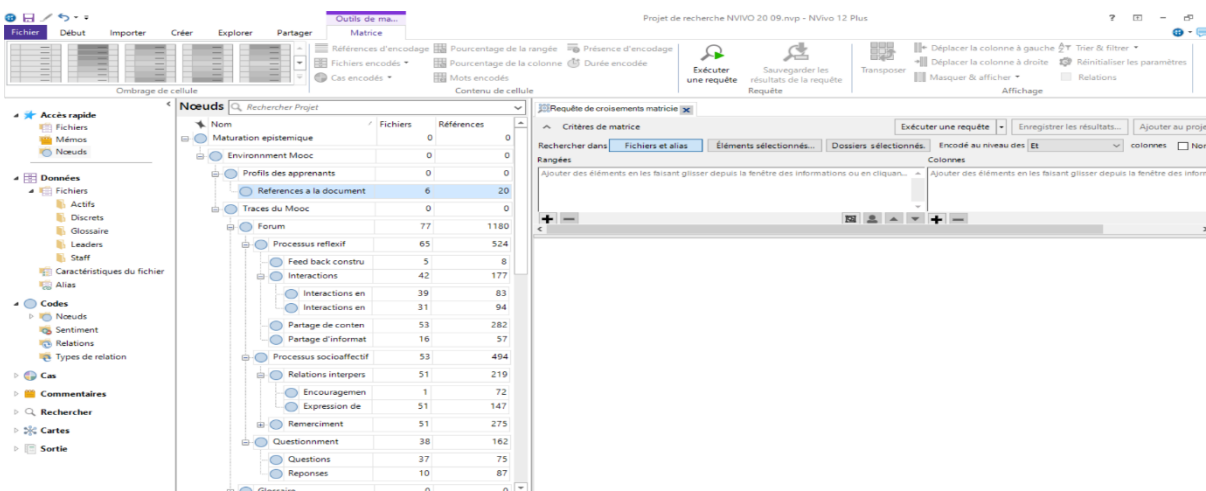 Outils de ma...
Projet de recherche NVIVO 20 09.nvp - NVivo 12 Plus
Fichier Début Importer Créer Explorer Partager Matrice
Références d'encodage Pourcentage de la rangée Présence d'encodage
Fichiers encodés Pourcentage de la colonne Durée encodée
Cas encodés Mots encodés
Exécuter une requête
Sauvegarder les résultats de la requête
Transposer
Déplacer la colonne à gauche Trier & filtrer
Déplacer la colonne à droite Réinitialiser les paramètres
Masquer & afficher Relations
Ombrage de cellule Contenu de cellule Requête Affichage
Accès rapide
Fichiers
Mémos
Nœuds
Données
Fichiers
Actifs
Discrets
Glossaire
Leaders
Staff
Caractéristiques du fichier
Alias
Codes
Nœuds
Sentiment
Relations
Types de relation
Cas
Commentaires
Rechercher
Cartes
Sortie
Nœuds Rechercher Projet
Nom Fichiers Références
Maturation epistemique 0 0
Environnment Mooc 0 0
Profils des apprenants 0 0
References a la document 6 20
Traces du Mooc 0 0
Forum 77 1180
Processus reflexif 65 524
Feed back constru 5 8
Interactions 42 177
Interactions en 39 83
Interactions en 31 94
Partage de conten 53 282
Partage d'informat 16 57
Processus socioaffectif 53 494
Relations interpers 51 219
Encouragemen 1 72
Expression de 51 147
Remerciment 51 275
Questionnment 38 162
Questions 37 75
Reponses 10 87
Glossaire 0 0
Requête de croisements matricie
Critères de matrice Exécuter une requête Enregistrer les résultats... Ajouter au proje
Rechercher dans Fichiers et alias Éléments sélectionnés... Dossiers sélectionnés. Encodé au niveau des Et colonnes Nor
Rangées Colonnes
Ajouter des éléments en les faisant glisser depuis la fenêtre des informations ou en cliquan... Ajouter des éléments en les faisant glisser depuis la fenêtre des inform